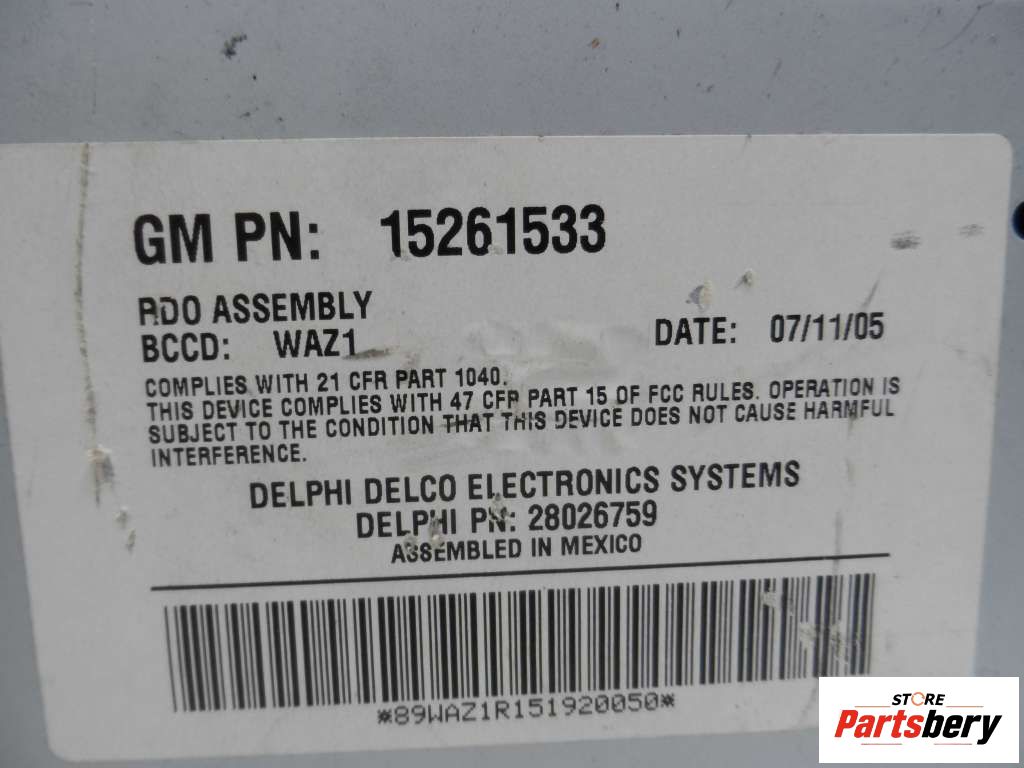 GM PN: 15261533
RDO ASSEMBLY
BCCD: WAZ1 DATE: 07/11/05
COMPLIES WITH 21 CFR PART 1040.
THIS DEVICE COMPLIES WITH 47 CFR PART 15 OF FCC RULES. OPERATION IS
SUBJECT TO THE CONDITION THAT THIS DEVICE DOES NOT CAUSE HARMFUL
INTERFERENCE.
DELPHI DELCO ELECTRONICS SYSTEMS
DELPHI PN: 28026759
ASSEMBLED IN MEXICO
*89WAZ1R151920050*
STORE
Partsbery